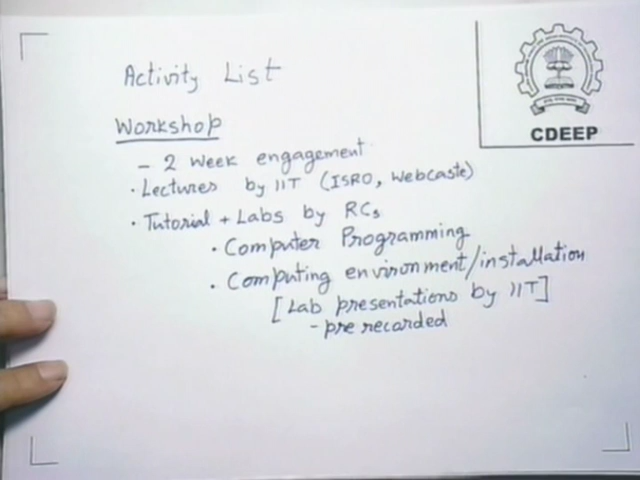 Activity List
CDEEP
Workshop
- 2 Week engagement
· Lectures by IIT (ISRO, Webcaste)
· Tutorial + Labs by RCs
· Computer Programming
· Computing environment/installation
[Lab presentations by IIT]
- pre recarded